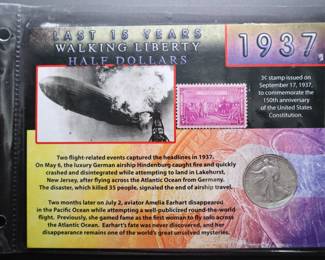 LAST 15 YEARS
WALKING LIBERTY
HALF DOLLARS
1937
3¢ stamp issued on
September 17, 1937,
to commemorate the
150th anniversary
of the United States
Constitution.
Two flight-related events captured the headlines in 1937.
On May 6, the luxury German airship Hindenburg caught fire and quickly
crashed and disintegrated while attempting to land in Lakehurst,
New Jersey, after flying across the Atlantic Ocean from Germany.
The disaster, which killed 35 people, signaled the end of airship travel.
Two months later on July 2, aviator Amelia Earhart disappeared
in the Pacific Ocean while attempting a well-publicized round-the-world
flight. Previously, she gained fame as the first woman to fly solo across
the Atlantic Ocean. Earhart's fate was never discovered, and her
disappearance remains one of the world's great unsolved mysteries.